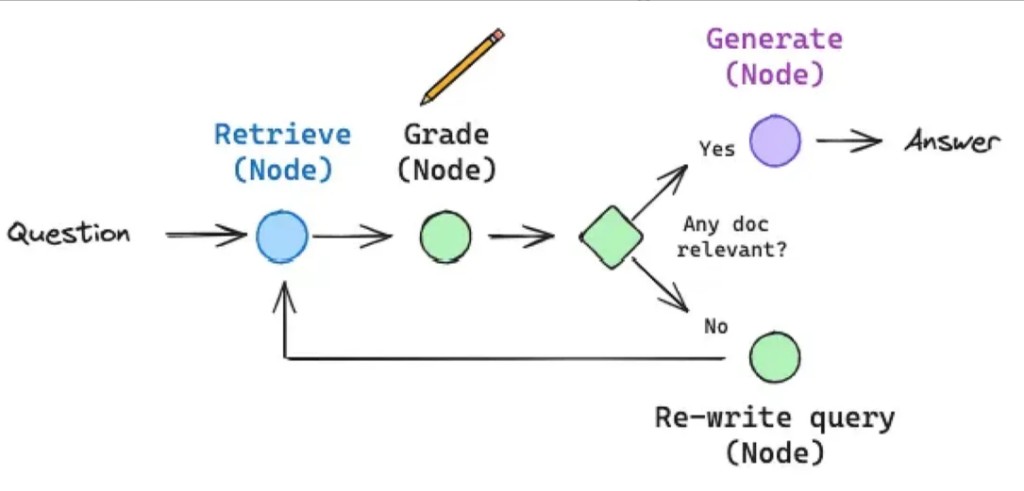 Generate
(Node)
Retrieve
(Node)
Grade
(Node)
Yes
Answer
Question
Any doc
relevant?
No
Re-write query
(Node)